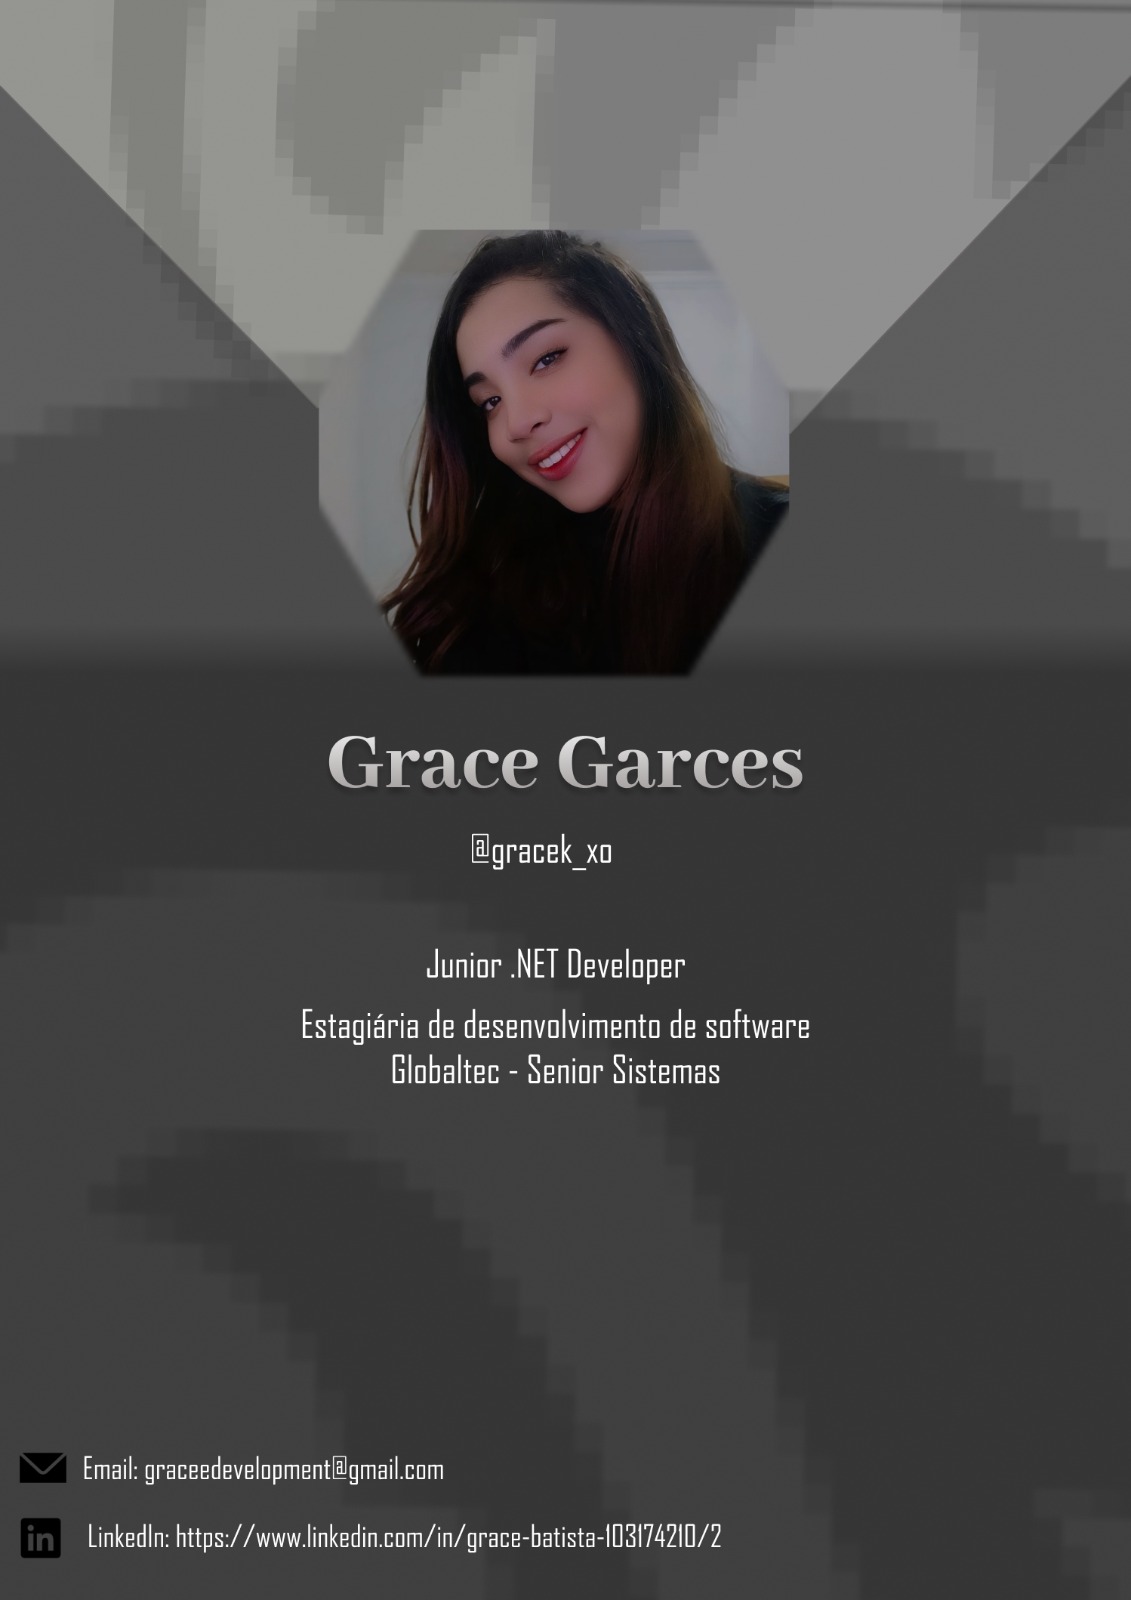 Grace Garces
@gracek_xo
Junior .NET Developer
Estagiária de desenvolvimento de software
Globaltec - Senior Sistemas
Email: graceedevelopment@gmail.com
in
LinkedIn: https://www.linkedin.com/in/grace-batista-103174210/2